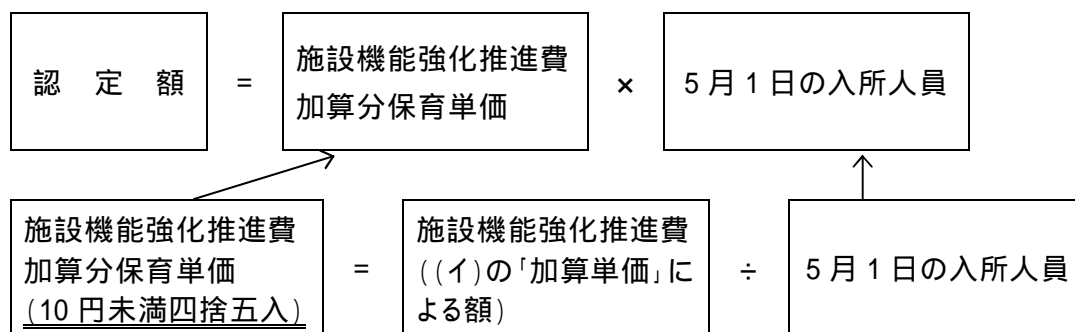 認 定 額 = 施設機能強化推進費 × 5月1日の入所人員
加算分保育単価
施設機能強化推進費 = 施設機能強化推進費 ÷ 5月1日の入所人員
加算分保育単価 ((イ)の「加算単価」に
(10円未満四捨五入) よる額)